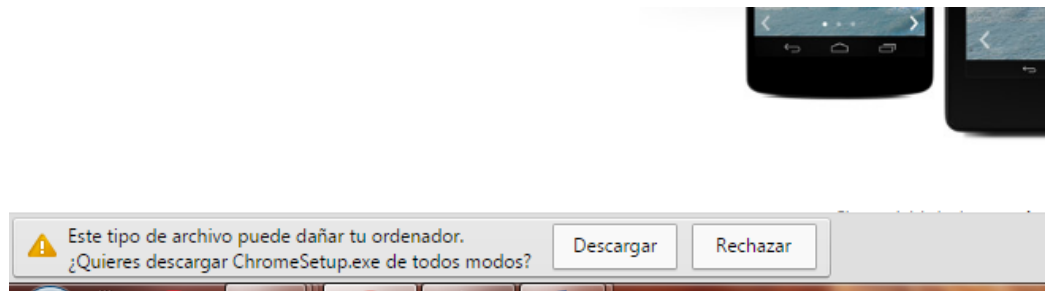 Este tipo de archivo puede dañar tu ordenador.
¿Quieres descargar ChromeSetup.exe de todos modos?
Descargar
Rechazar